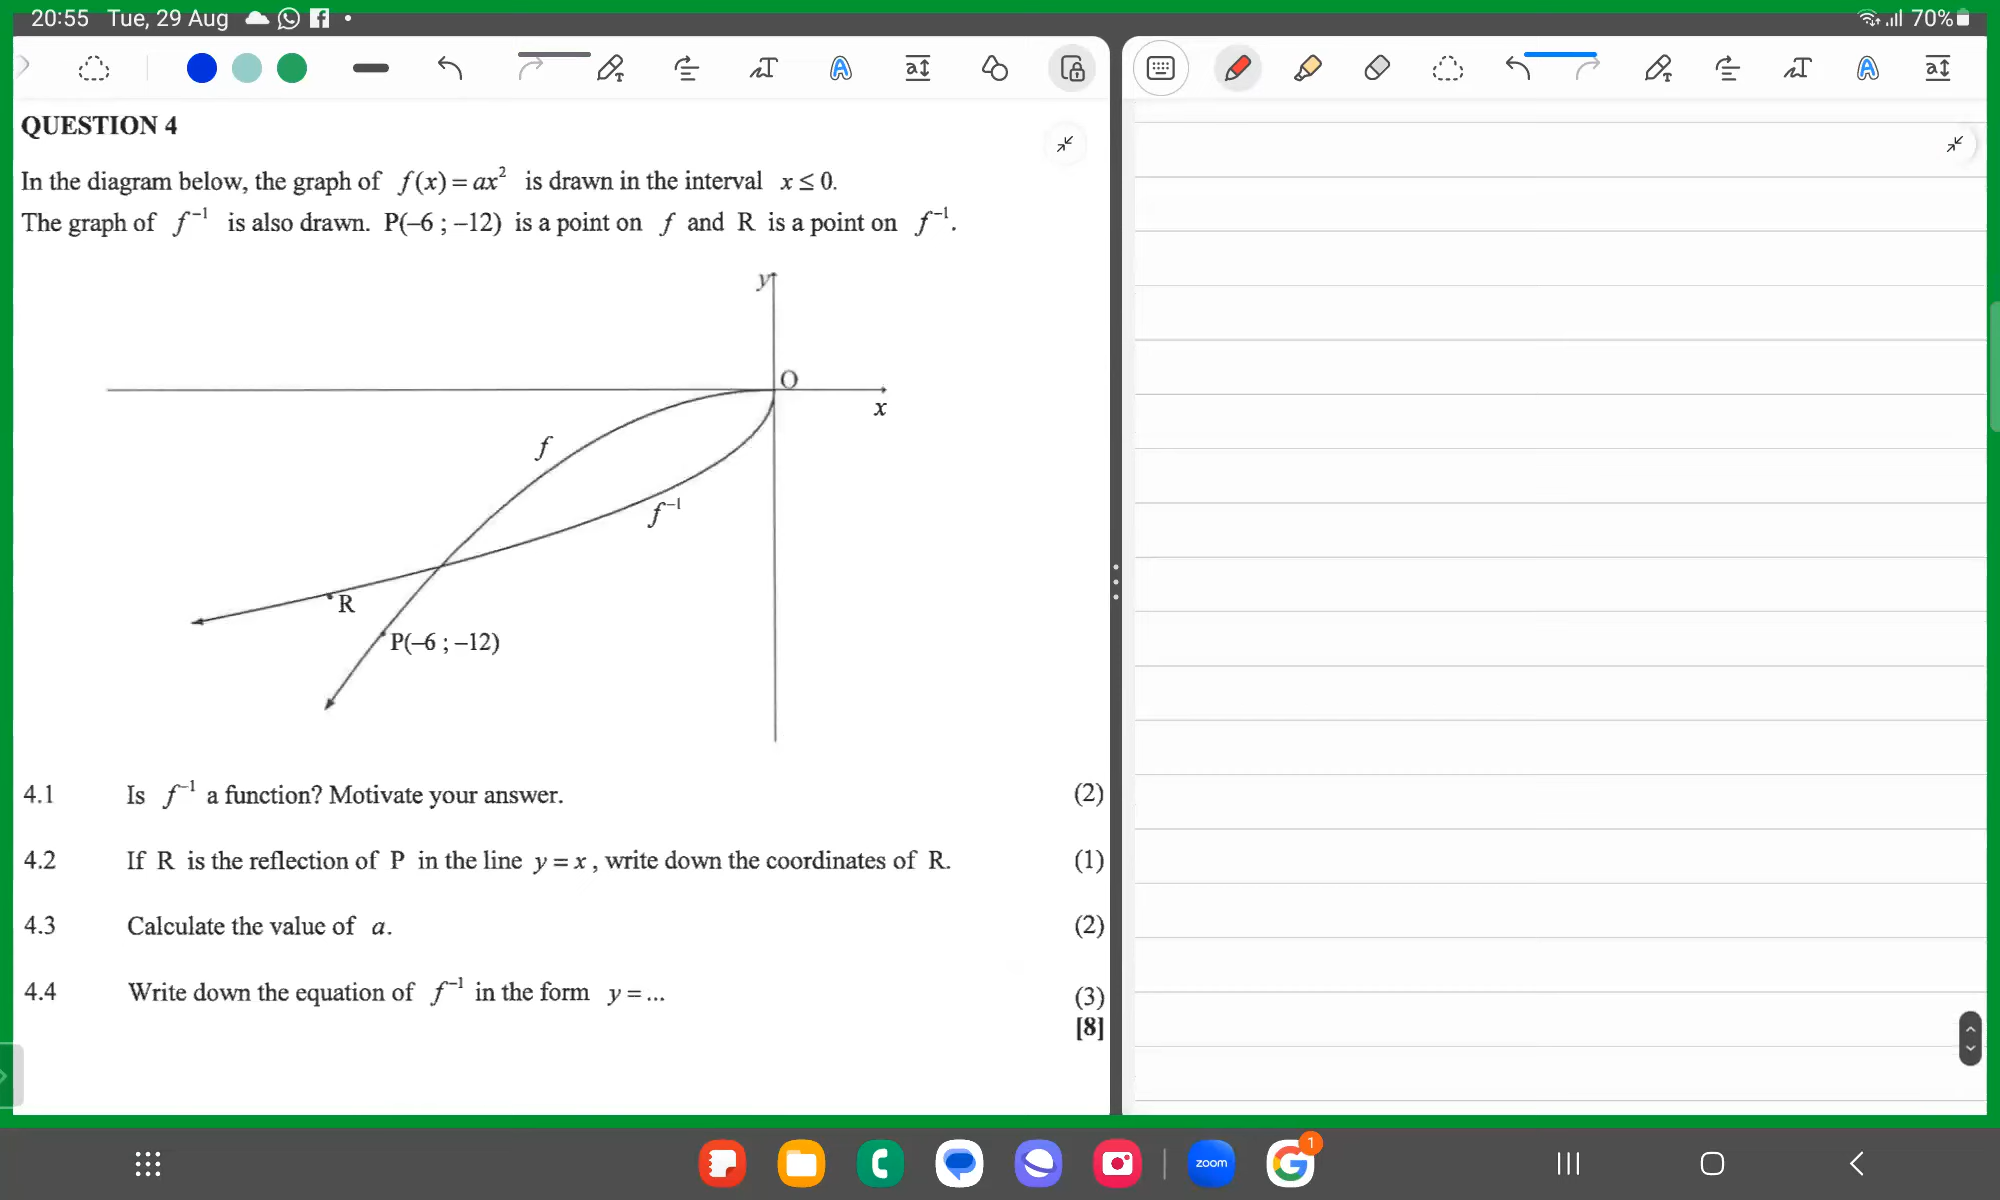 20:55 Tue, 29 Aug
70%
QUESTION 4
In the diagram below, the graph of f(x) = ax² is drawn in the interval x ≤ 0.
The graph of f⁻¹ is also drawn. P(–6 ; –12) is a point on f and R is a point on f⁻¹.
y
O
x
f
f⁻¹
R
P(–6 ; –12)
4.1 Is f⁻¹ a function? Motivate your answer. (2)
4.2 If R is the reflection of P in the line y = x , write down the coordinates of R. (1)
4.3 Calculate the value of a. (2)
4.4 Write down the equation of f⁻¹ in the form y = ... (3)
[8]
zoom
1